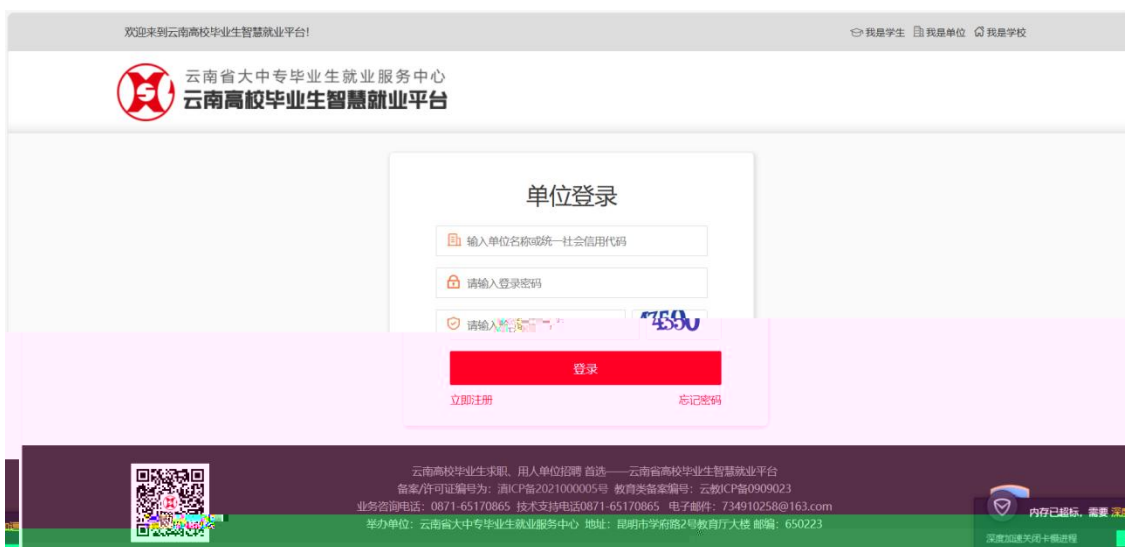 欢迎来到云南高校毕业生智慧就业平台!
我是学生 我是单位 我是学校
云南省大中专毕业生就业服务中心
云南高校毕业生智慧就业平台
单位登录
输入单位名称或统一社会信用代码
请输入登录密码
请输入
登录
立即注册 忘记密码
云南高校毕业生求职、用人单位招聘 首选——云南省高校毕业生智慧就业平台
备案/许可证编号为：滇ICP备2021000005号 教育类备案编号：云教ICP备0909023
业务咨询电话：0871-65170865 技术支持电话0871-65170865 电子邮件：734910258@163.com
举办单位：云南省大中专毕业生就业服务中心 地址：昆明市学府路2号教育厅大楼 邮编：650223
内存已超标，需要 深
深度加速关闭卡模进程